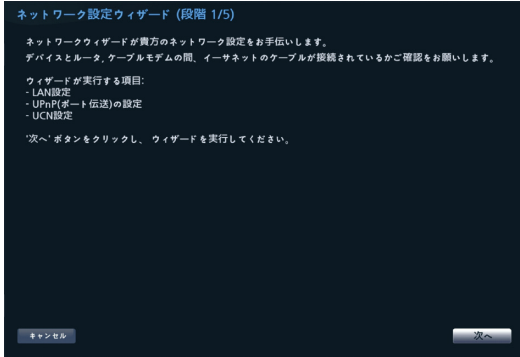 ネットワーク設定ウィザード (段階 1/5)
ネットワークウィザードが貴方のネットワーク設定をお手伝いします。
デバイスとルータ, ケーブルモデムの間、イーサネットのケーブルが接続されているかご確認をお願いします。
ウィザードが実行する項目:
- LAN設定
- UPnP(ポート伝送)の設定
- UCN設定
'次へ' ボタンをクリックし、 ウィザードを実行してください。
キャンセル
次へ